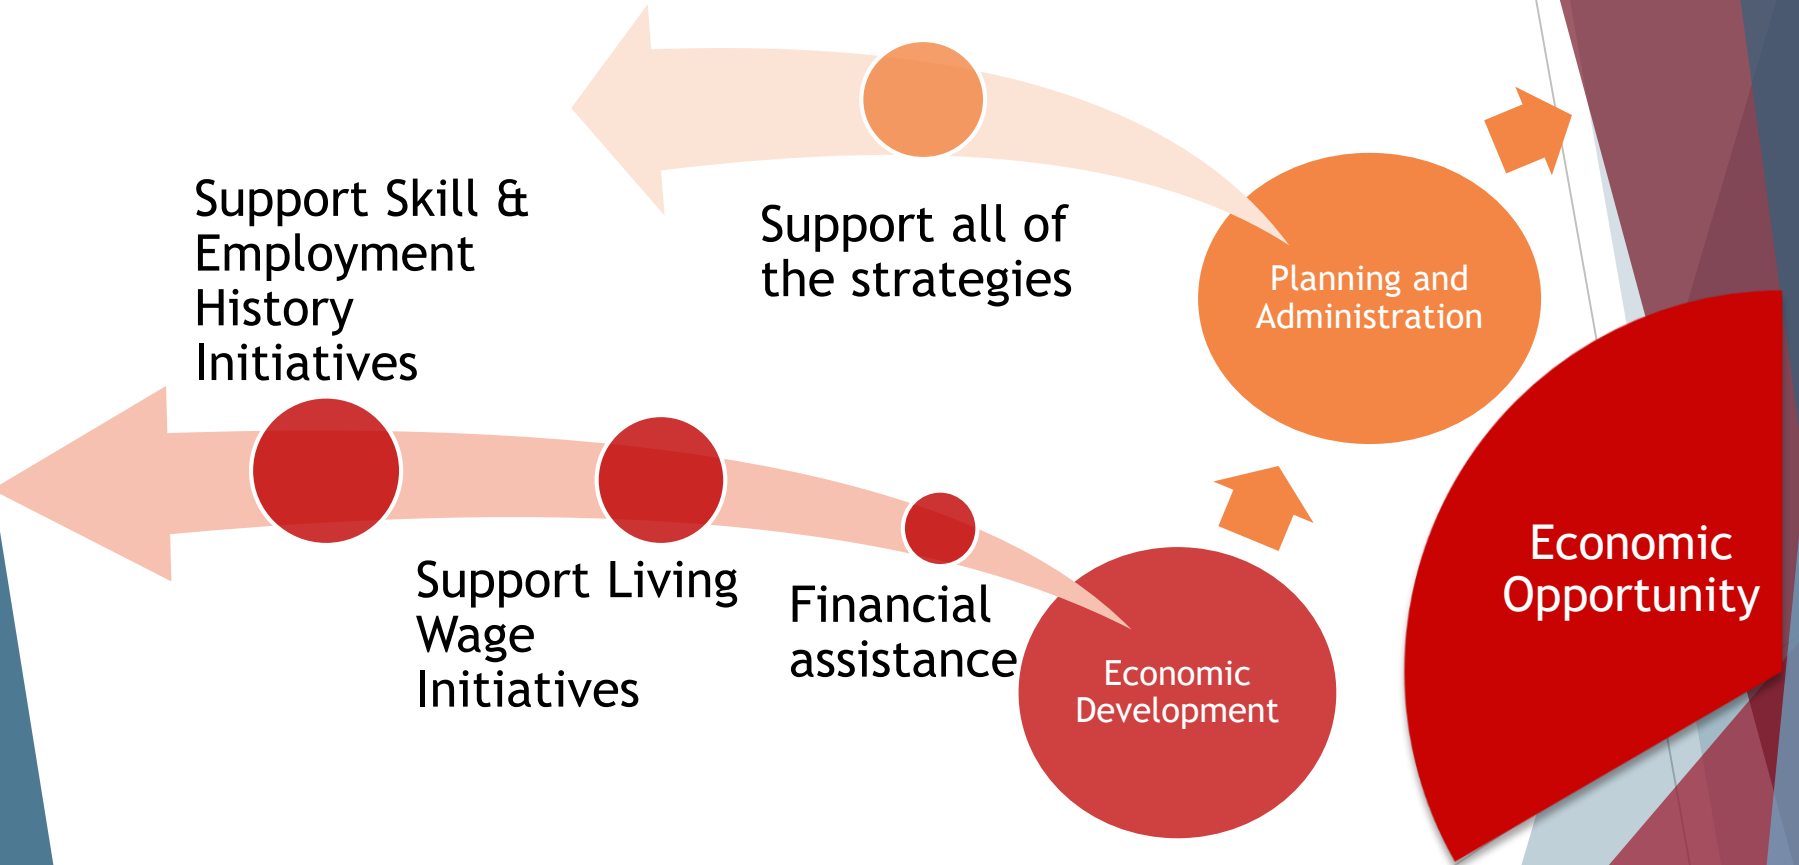 Support Skill &
Employment
History
Initiatives
Support all of
the strategies
Planning and
Administration
Support Living
Wage
Initiatives
Financial
assistance
Economic
Development
Economic
Opportunity